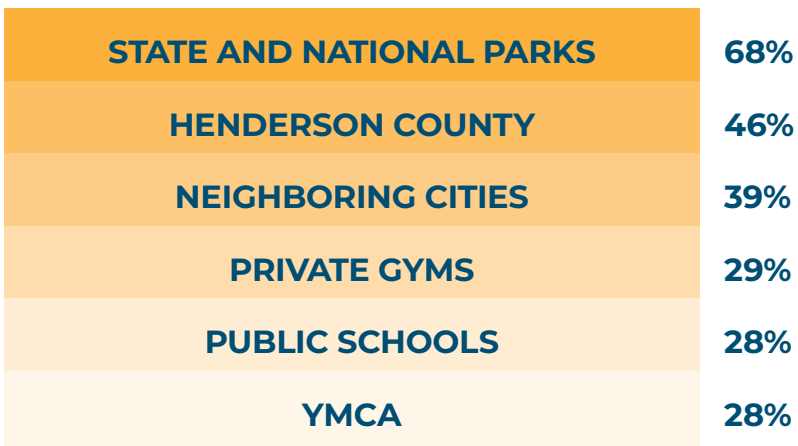 STATE AND NATIONAL PARKS 68%
HENDERSON COUNTY 46%
NEIGHBORING CITIES 39%
PRIVATE GYMS 29%
PUBLIC SCHOOLS 28%
YMCA 28%